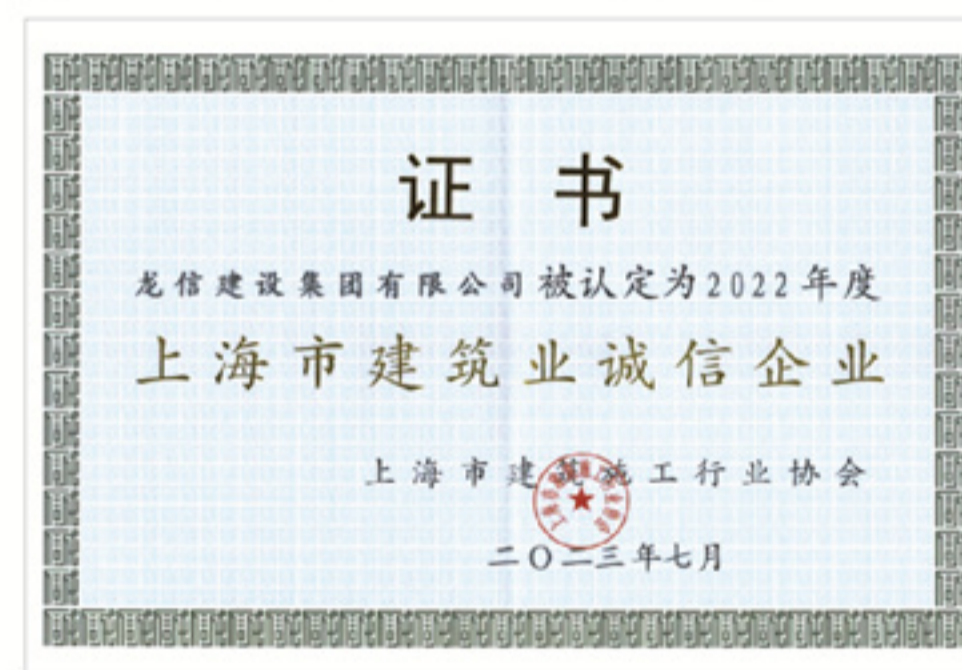 证书
龙信建设集团有限公司被认定为2022年度
上海市建筑业诚信企业
上海市建筑施工行业协会
二〇二三年七月